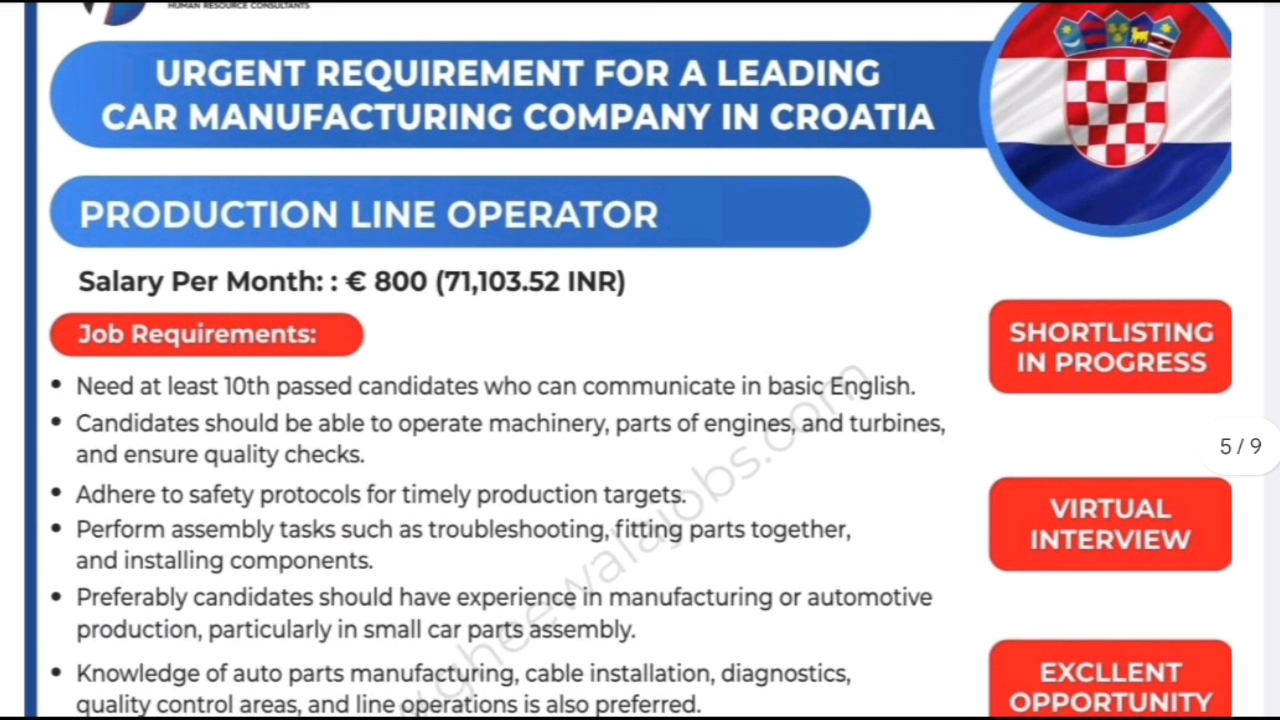 HUMAN RESOURCE CONSULTANTS
URGENT REQUIREMENT FOR A LEADING
CAR MANUFACTURING COMPANY IN CROATIA
PRODUCTION LINE OPERATOR
Salary Per Month: : € 800 (71,103.52 INR)
Job Requirements:
• Need at least 10th passed candidates who can communicate in basic English.
• Candidates should be able to operate machinery, parts of engines, and turbines,
and ensure quality checks.
• Adhere to safety protocols for timely production targets.
• Perform assembly tasks such as troubleshooting, fitting parts together,
and installing components.
• Preferably candidates should have experience in manufacturing or automotive
production, particularly in small car parts assembly.
• Knowledge of auto parts manufacturing, cable installation, diagnostics,
quality control areas, and line operations is also preferred.
SHORTLISTING
IN PROGRESS
5 / 9
VIRTUAL
INTERVIEW
EXCLLENT
OPPORTUNITY
gheewalajobs.com